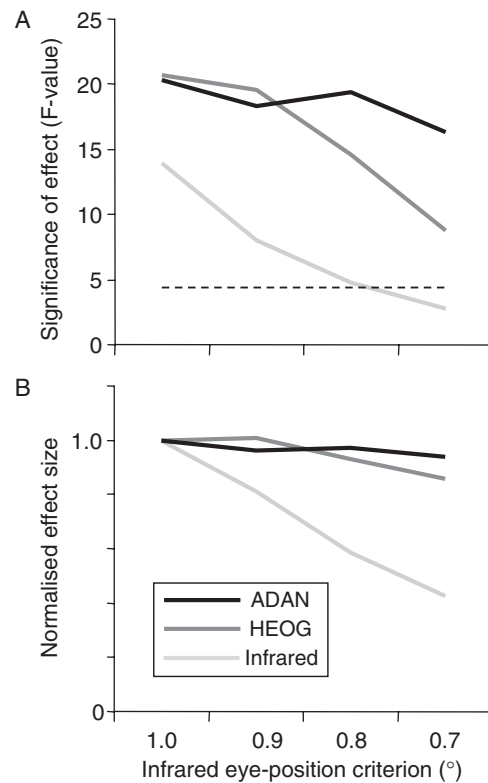 A
25
20
15
10
5
0
Significance of effect (F-value)
B
1.0
0
Normalised effect size
ADAN
HEOG
Infrared
1.0 0.9 0.8 0.7
Infrared eye-position criterion (°)